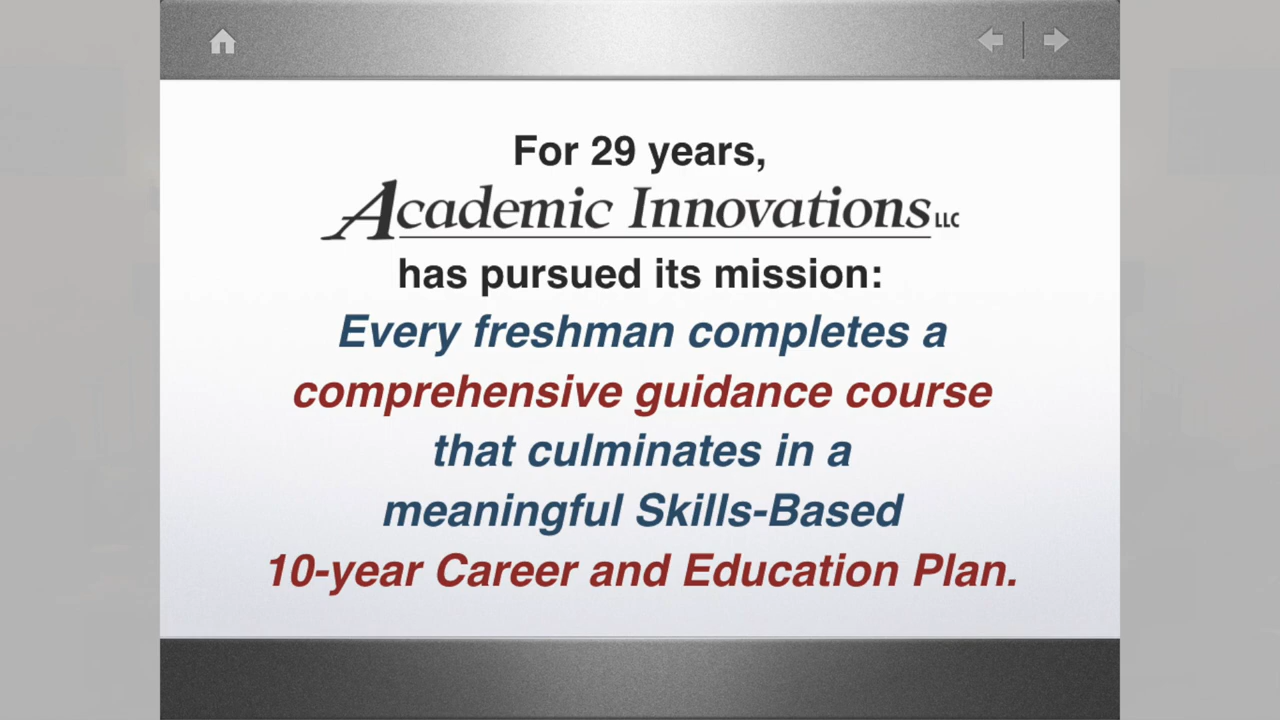 For 29 years,
Academic Innovations LLC
has pursued its mission:
Every freshman completes a
comprehensive guidance course
that culminates in a
meaningful Skills-Based
10-year Career and Education Plan.